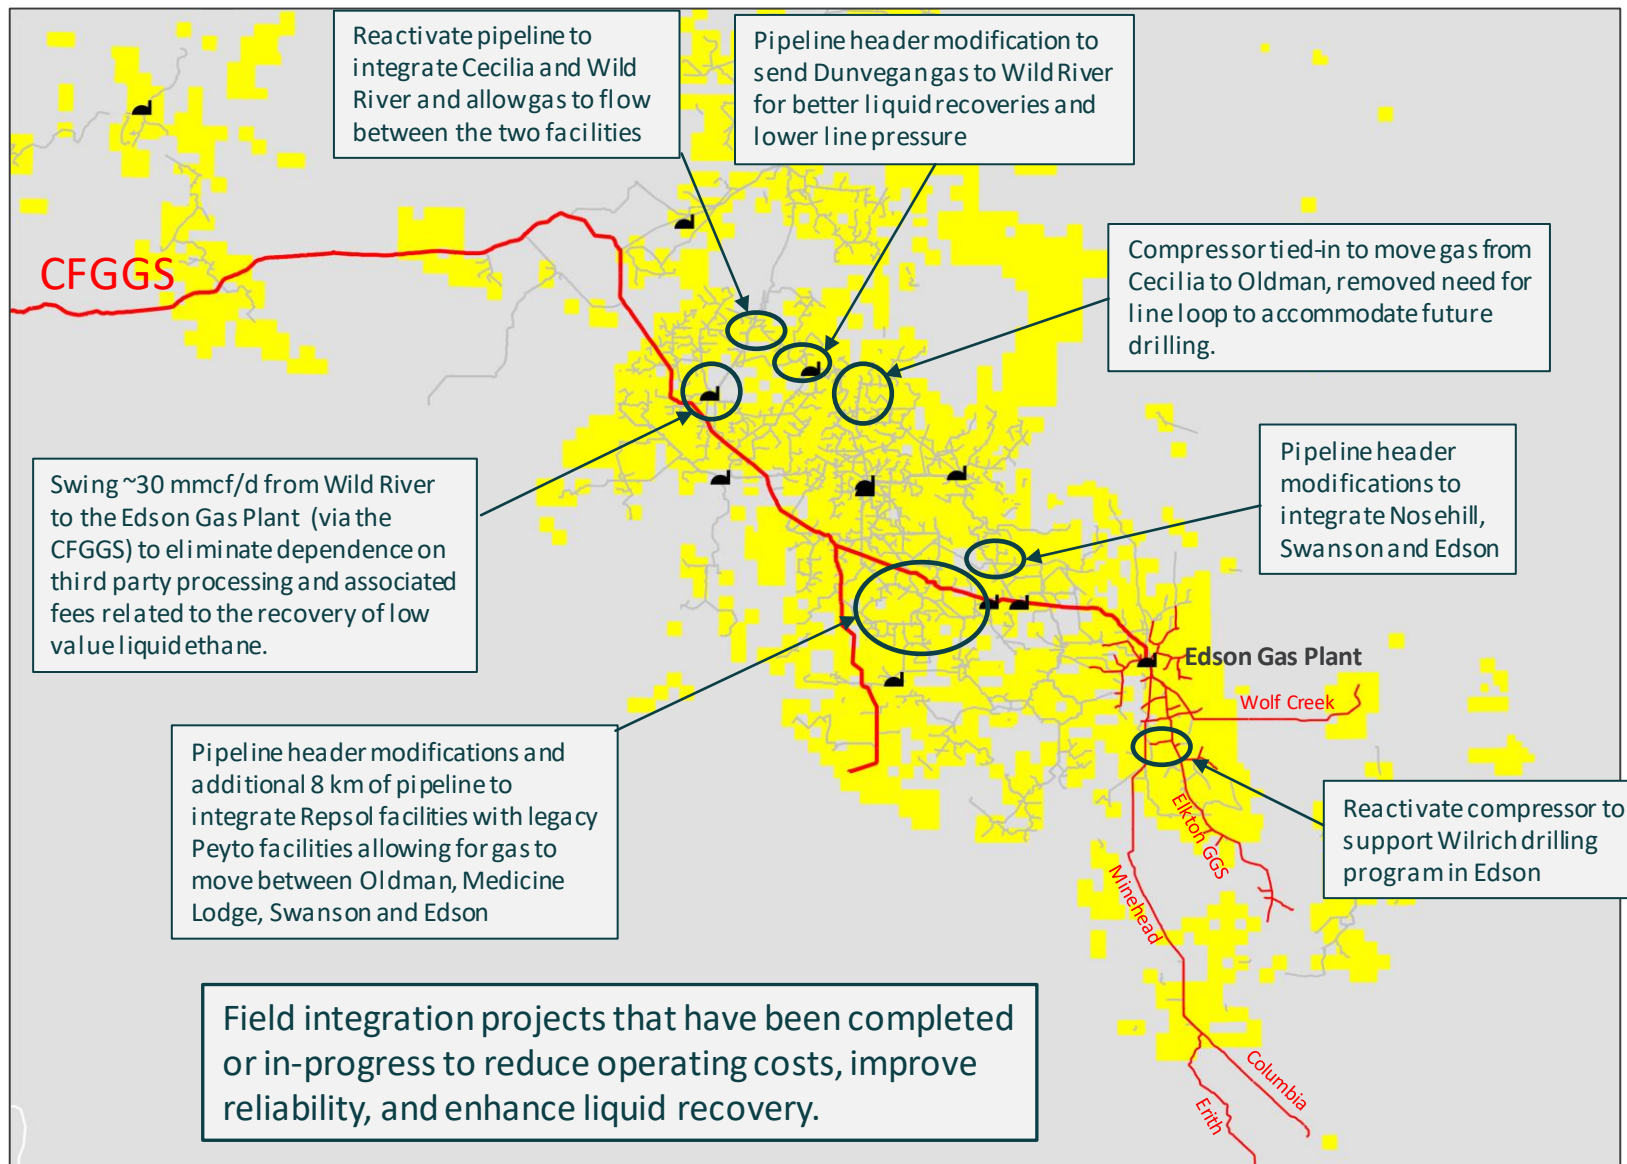 Reactivate pipeline to
integrate Cecilia and Wild
River and allow gas to flow
between the two facilities
Pipeline header modification to
send Dunvegan gas to Wild River
for better liquid recoveries and
lower line pressure
Compressor tied-in to move gas from
Cecilia to Oldman, removed need for
line loop to accommodate future
drilling.
CFGGS
Pipeline header
modifications to
integrate Nosehill,
Swanson and Edson
Swing ~30 mmcf/d from Wild River
to the Edson Gas Plant (via the
CFGGS) to eliminate dependence on
third party processing and associated
fees related to the recovery of low
value liquid ethane.
Edson Gas Plant
Wolf Creek
Pipeline header modifications and
additional 8 km of pipeline to
integrate Repsol facilities with legacy
Peyto facilities allowing for gas to
move between Oldman, Medicine
Lodge, Swanson and Edson
Reactivate compressor to
support Wilrich drilling
program in Edson
Elkton GGS
Minehead
Field integration projects that have been completed
or in-progress to reduce operating costs, improve
reliability, and enhance liquid recovery.
Columbia
Erith